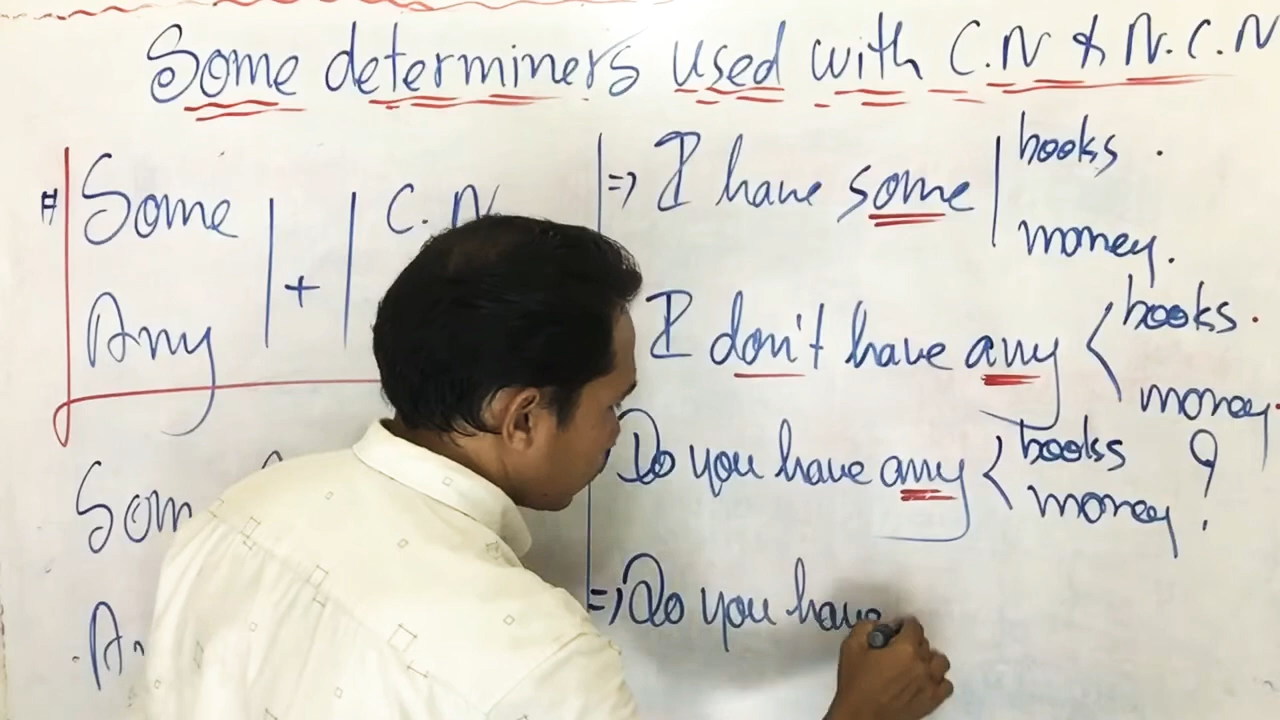 Some determiners used with C.N & N.C.N
# Some + C.N
Any
=> I have some books.
money.
I don't have any books.
money.
Do you have any books
money ?
=> Do you have